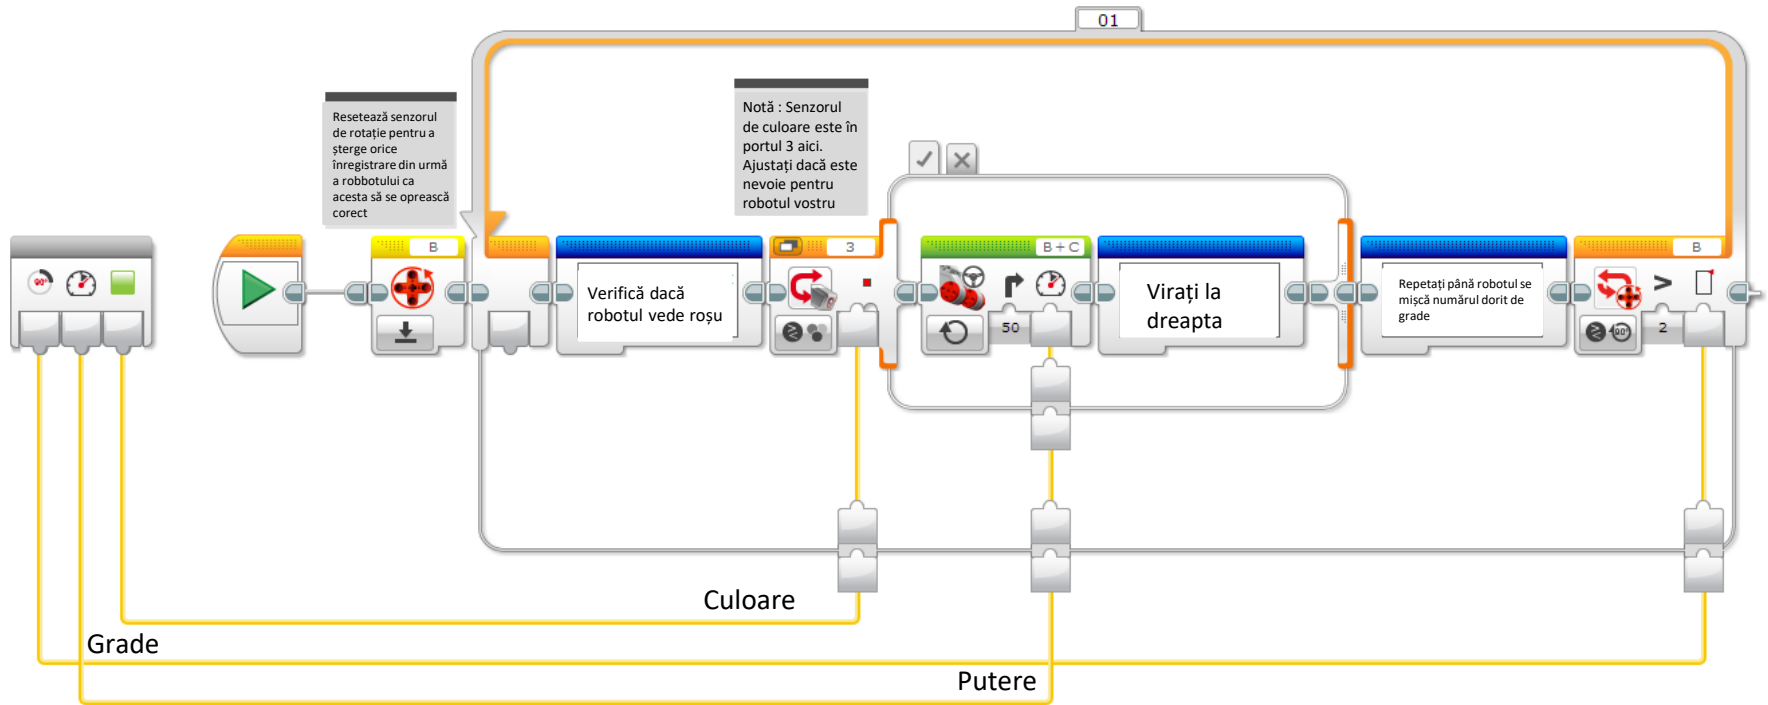 01
Resetează senzorul
de rotație pentru a
șterge orice
înregistrare din urmă
a robbotului ca
acesta să se oprească
corect
Notă : Senzorul
de culoare este în
portul 3 aici.
Ajustați dacă este
nevoie pentru
robotul vostru
B
3
B+C
B
90°
Verifică dacă
robotul vede roșu
Virați la
dreapta
Repetați până robotul se
mișcă numărul dorit de
grade
50
90°
2
Culoare
Grade
Putere